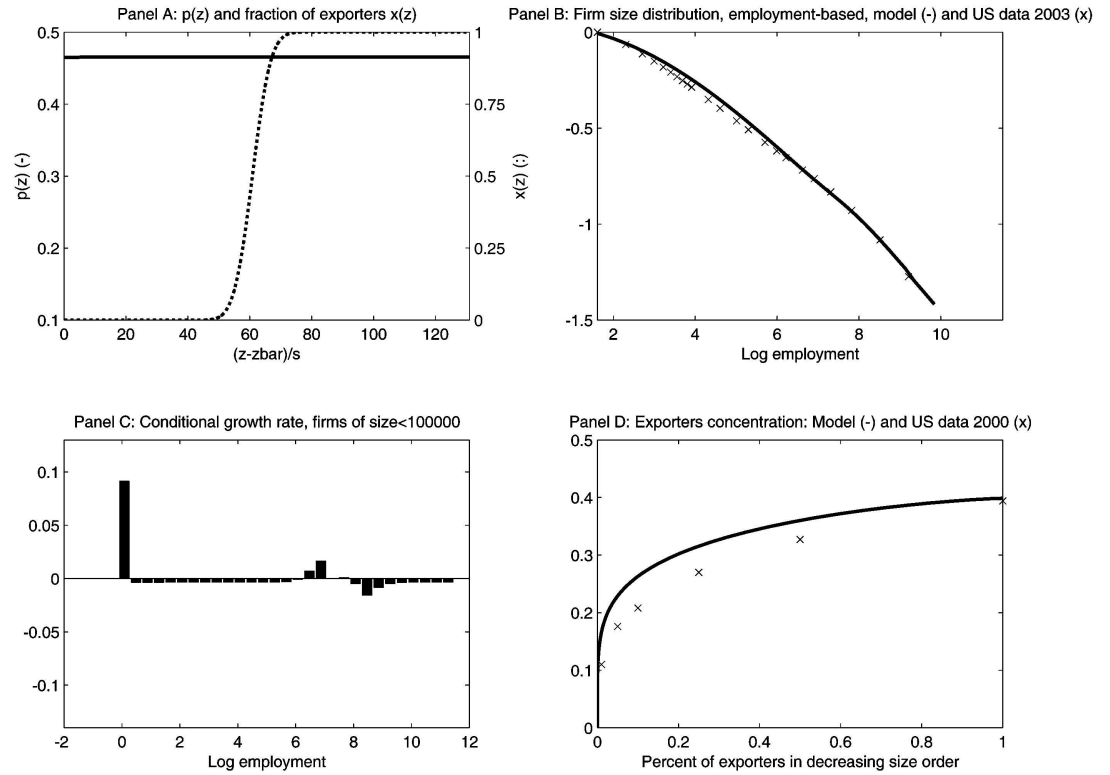 Panel A: p(z) and fraction of exporters x(z)
0.5
0.4
0.3
0.2
0.1
p(z) (-)
1
0.75
0.5
0.25
0
x(z) (:)
0 20 40 60 80 100 120
(z-zbar)/s
Panel B: Firm size distribution, employment-based, model (-) and US data 2003 (x)
0
-0.5
-1
-1.5
2 4 6 8 10
Log employment
Panel C: Conditional growth rate, firms of size<100000
0.1
0.05
0
-0.05
-0.1
-2 0 2 4 6 8 10 12
Log employment
Panel D: Exporters concentration: Model (-) and US data 2000 (x)
0.5
0.4
0.3
0.2
0.1
0
0 0.2 0.4 0.6 0.8 1
Percent of exporters in decreasing size order